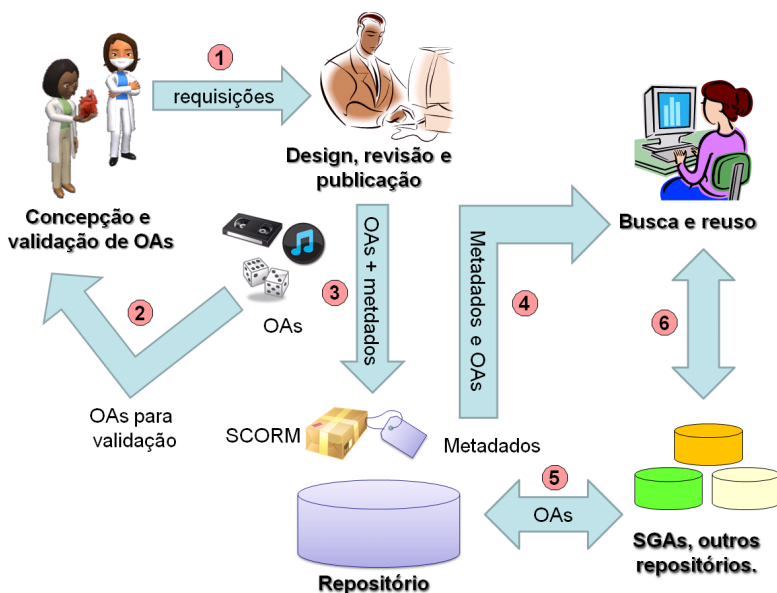 1
requisições
Design, revisão e
publicação
Concepção e
validação de OAs
Busca e reuso
2
OAs
OAs para
validação
3
OAs + metdados
4
Metadados e OAs
6
SCORM
Metadados
5
OAs
Repositório
SGAs, outros
repositórios.